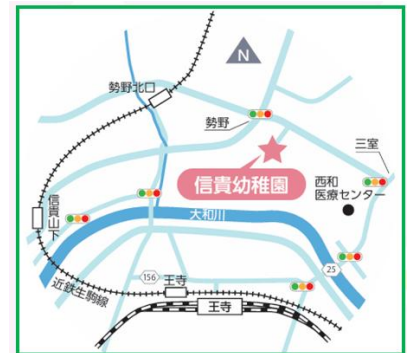 N
勢野北口
勢野
三室
信貴幼稚園
西和
医療センター
信貴山下
大和川
近鉄生駒線
156
王寺
25
王寺